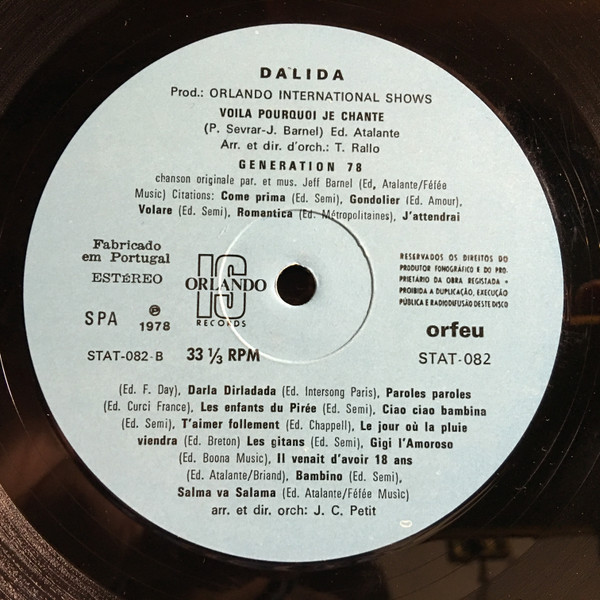 DALIDA
Prod.: ORLANDO INTERNATIONAL SHOWS
VOILA POURQUOI JE CHANTE
(P. Sevrar-J. Barnel) Ed. Atalante
Arr. et dir. d'orch.: T. Rallo
GENERATION 78
chanson originale par. et mus. Jeff Barnel (Ed, Atalante/Féfée
Music) Citations: Come prima (Ed. Semi), Gondolier (Ed. Amour),
Volare (Ed. Semi), Romantica (Ed. Métropolitaines), J'attendrai
Fabricado
em Portugal
ESTÉREO
SPA
℗
1978
IS
ORLANDO
RECORDS
RESERVADOS OS DIREITOS DO
PRODUTOR FONOGRÁFICO E DO PRO-
PRIETÁRIO DA OBRA REGISTADA •
PROIBIDA A DUPLICAÇÃO, EXECUÇÃO
PÚBLICA E RADIODIFUSÃO DESTE DISCO
orfeu
STAT-082-B
33 ⅓ RPM
STAT-082
(Ed. F. Day), Darla Dirladada (Ed. Intersong Paris), Paroles paroles
(Ed. Curci France), Les enfants du Pirée (Ed. Semi), Ciao ciao bambina
(Ed. Semi), T'aimer follement (Ed. Chappell), Le jour où la pluie
viendra (Ed. Breton) Les gitans (Ed. Semi), Gigi l'Amoroso
(Ed. Boona Music), Il venait d'avoir 18 ans
(Ed. Atalante/Briand), Bambino (Ed. Semi),
Salma va Salama (Ed. Atalante/Féfée Music)
arr. et dir. orch: J. C. Petit